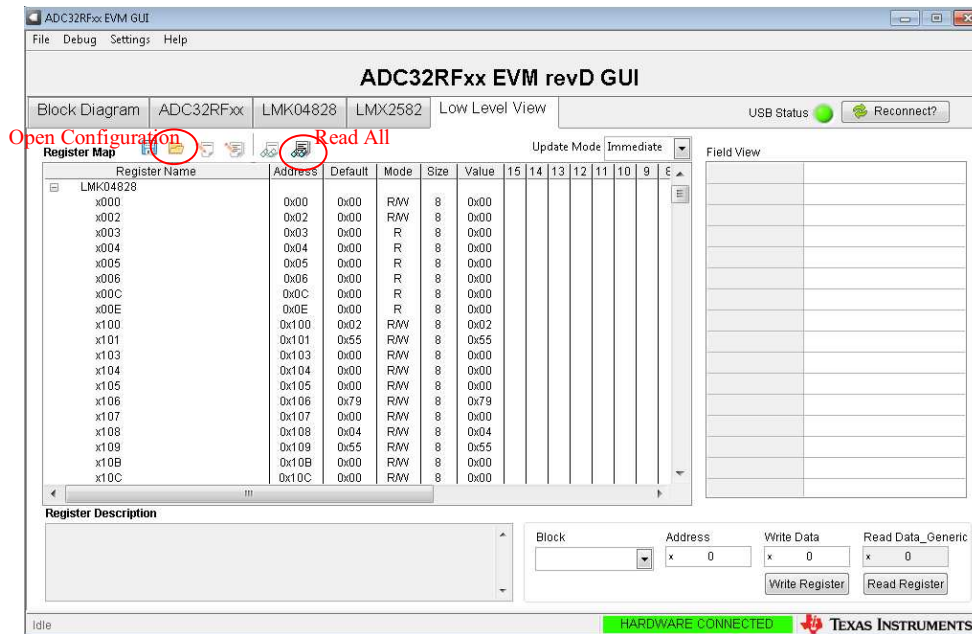 ADC32RFxx EVM GUI
File Debug Settings Help
ADC32RFxx EVM revD GUI
Block Diagram ADC32RFxx LMK04828 LMX2582 Low Level View USB Status Reconnect?
Open Configuration Read All
Register Map Update Mode Immediate Field View
Register Name Address Default Mode Size Value 15 14 13 12 11 10 9
LMK04828
x000 0x00 0x00 R/W 8 0x00
x002 0x02 0x00 R/W 8 0x00
x003 0x03 0x00 R 8 0x00
x004 0x04 0x00 R 8 0x00
x005 0x05 0x00 R 8 0x00
x006 0x06 0x00 R 8 0x00
x00C 0x0C 0x00 R 8 0x00
x00E 0x0E 0x00 R 8 0x00
x100 0x100 0x02 R/W 8 0x02
x101 0x101 0x55 R/W 8 0x55
x103 0x103 0x00 R/W 8 0x00
x104 0x104 0x00 R/W 8 0x00
x105 0x105 0x00 R/W 8 0x00
x106 0x106 0x79 R/W 8 0x79
x107 0x107 0x00 R/W 8 0x00
x108 0x108 0x04 R/W 8 0x04
x109 0x109 0x55 R/W 8 0x55
x10B 0x10B 0x00 R/W 8 0x00
x10C 0x10C 0x00 R/W 8 0x00
Register Description
Block Address Write Data Read Data_Generic
x 0 x 0 x 0
Write Register Read Register
Idle HARDWARE CONNECTED TEXAS INSTRUMENTS